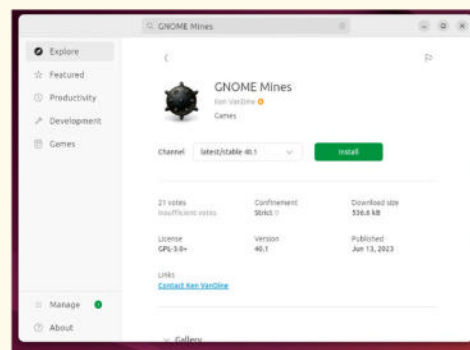 GNOME Mines
Explore
Featured
Productivity
Development
Games
Manage
About
GNOME Mines
Ken VanDine
Games
Channel latest/stable 40.1 Install
21 votes Confinement Download size
Insufficient votes Strict 536.6 kB
License Version Published
GPL-3.0+ 40.1 Jun 13, 2023
Links
Contact Ken VanDine
Gallery